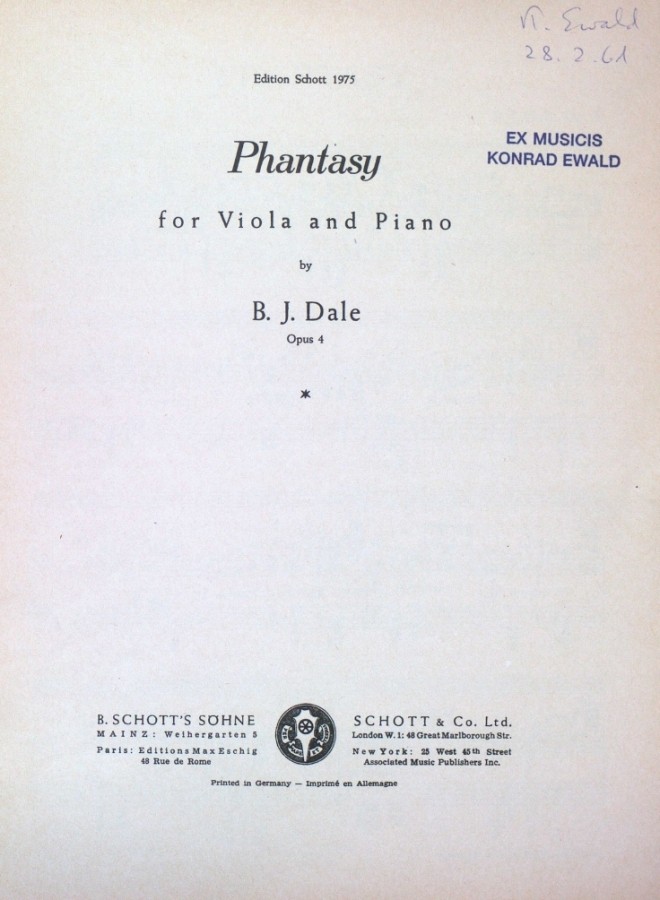 K. Ewald
28. 2. 61
Edition Schott 1975
EX MUSICIS
KONRAD EWALD
Phantasy
for Viola and Piano
by
B. J. Dale
Opus 4
*
B. SCHOTT'S SÖHNE
MAINZ: Weihergarten 5
Paris: Editions Max Eschig
48 Rue de Rome
SCHOTT & Co. Ltd.
London W. 1: 48 Great Marlborough Str.
New York: 25 West 45th Street
Associated Music Publishers Inc.
Printed in Germany — Imprimé en Allemagne